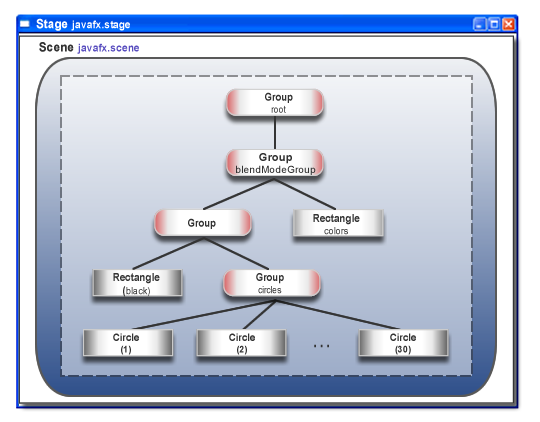 Stage javafx.stage
Scene javafx.scene
Group
root
Group
blendModeGroup
Group
Rectangle
colors
Rectangle
(black)
Group
circles
Circle
(1)
Circle
(2)
...
Circle
(30)